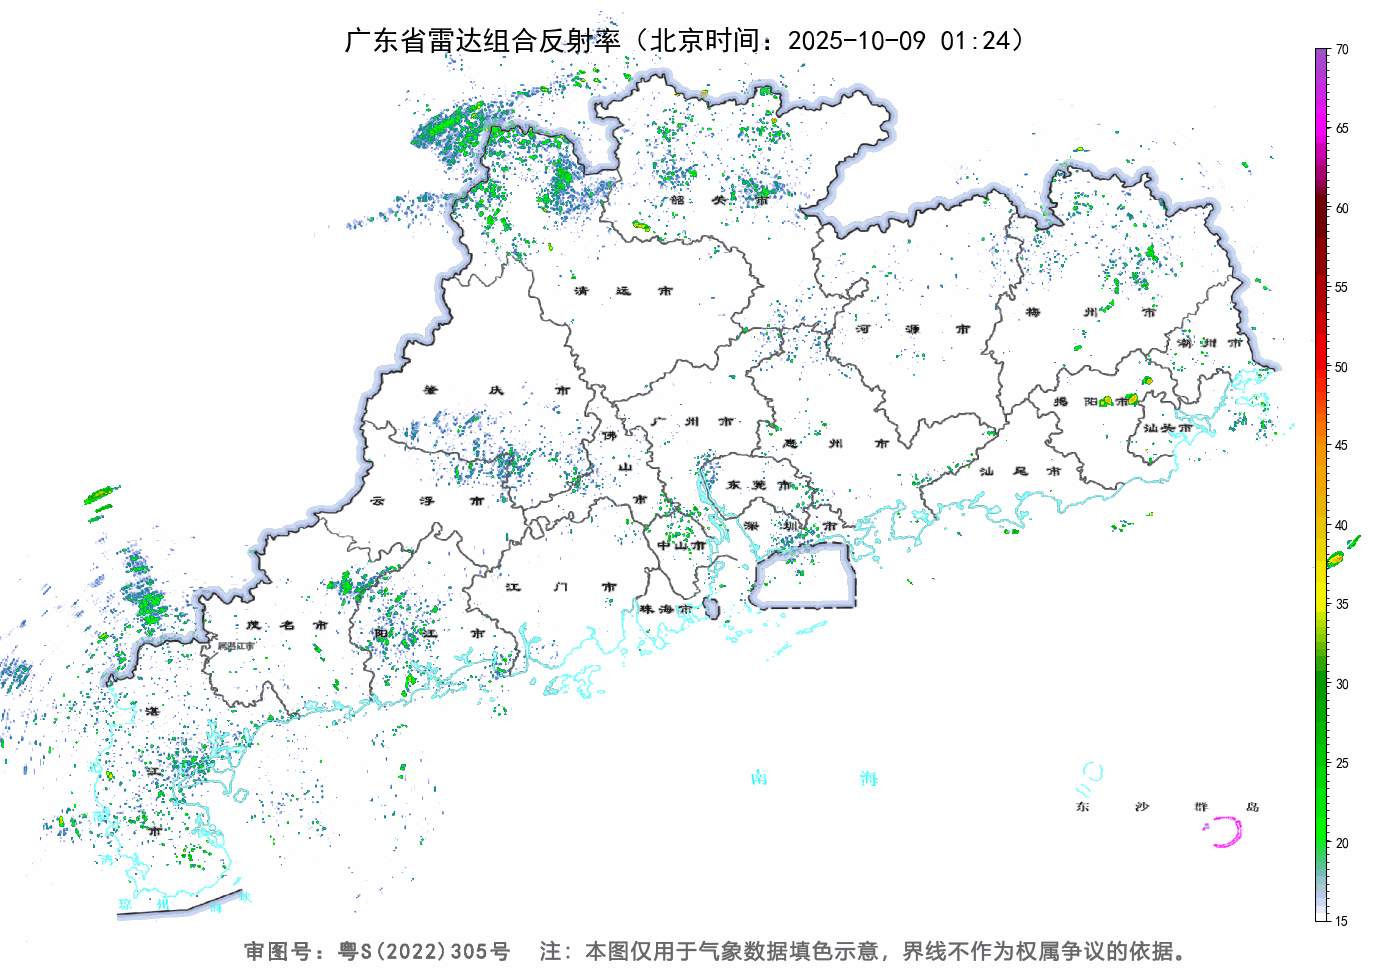 广东省雷达组合反射率（北京时间：2025-10-09 01:24）
70
65
60
55
50
45
40
35
30
25
20
15
韶 关 市
清 远 市
梅 州 市
河 源 市
潮 州 市
肇 庆 市
揭 阳 市
广 州 市
汕头市
佛
山
市
惠 州 市
汕 尾 市
东 莞 市
云 浮 市
深 圳 市
中山市
江 门 市
珠海市
茂 名 市
阳 江 市
属湛江市
湛
江
市
南 海
东 沙 群 岛
湾
琼 州 海 峡
审图号：粤S(2022)305号 注：本图仅用于气象数据填色示意，界线不作为权属争议的依据。